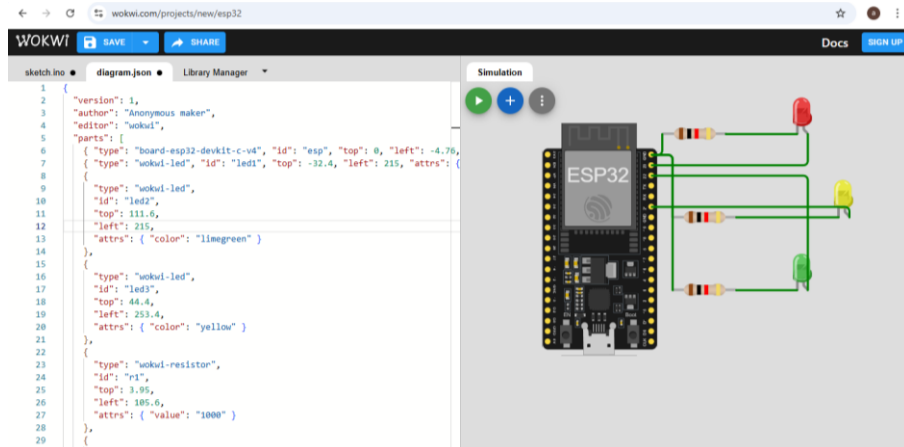 wokwi.com/projects/new/esp32
WOKWi SAVE SHARE Docs SIGN UP
sketch.ino ● diagram.json ● Library Manager Simulation
1 {
2 "version": 1,
3 "author": "Anonymous maker",
4 "editor": "wokwi",
5 "parts": [
6 { "type": "board-esp32-devkit-c-v4", "id": "esp", "top": 0, "left": -4.76,
7 { "type": "wokwi-led", "id": "led1", "top": -32.4, "left": 215, "attrs": {
8 {
9 "type": "wokwi-led",
10 "id": "led2",
11 "top": 111.6,
12 "left": 215,
13 "attrs": { "color": "limegreen" }
14 },
15 {
16 "type": "wokwi-led",
17 "id": "led3",
18 "top": 44.4,
19 "left": 253.4,
20 "attrs": { "color": "yellow" }
21 },
22 {
23 "type": "wokwi-resistor",
24 "id": "r1",
25 "top": 3.95,
26 "left": 105.6,
27 "attrs": { "value": "1000" }
28 },
29 {
ESP32